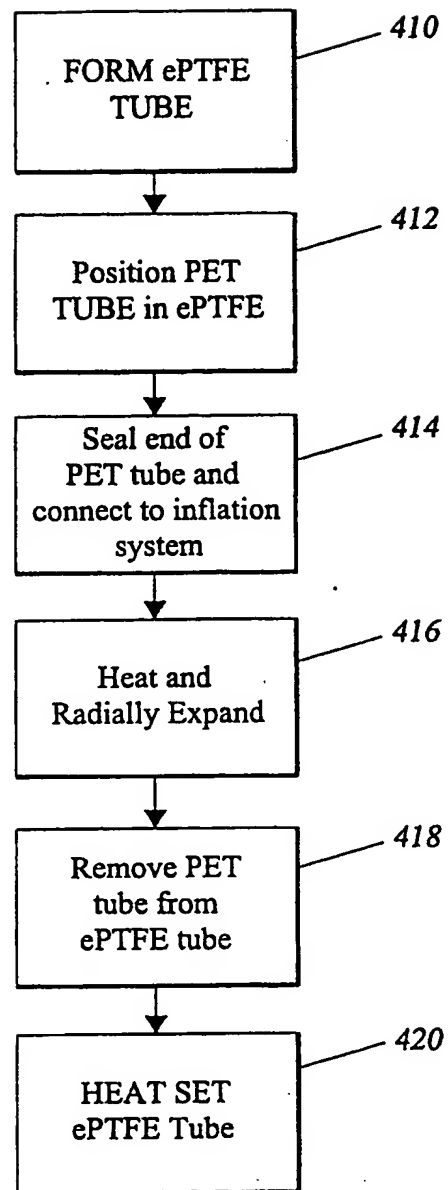 410
FORM ePTFE
TUBE
412
Position PET
TUBE in ePTFE
414
Seal end of
PET tube and
connect to inflation
system
416
Heat and
Radially Expand
418
Remove PET
tube from
ePTFE tube
420
HEAT SET
ePTFE Tube